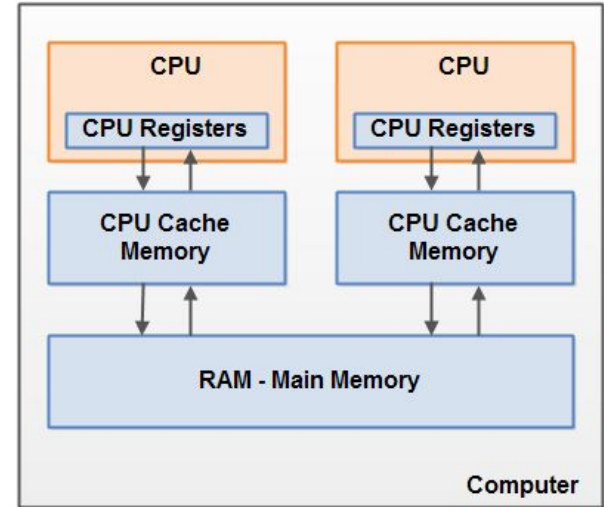 CPU
CPU
CPU Registers
CPU Registers
CPU Cache
Memory
CPU Cache
Memory
RAM - Main Memory
Computer